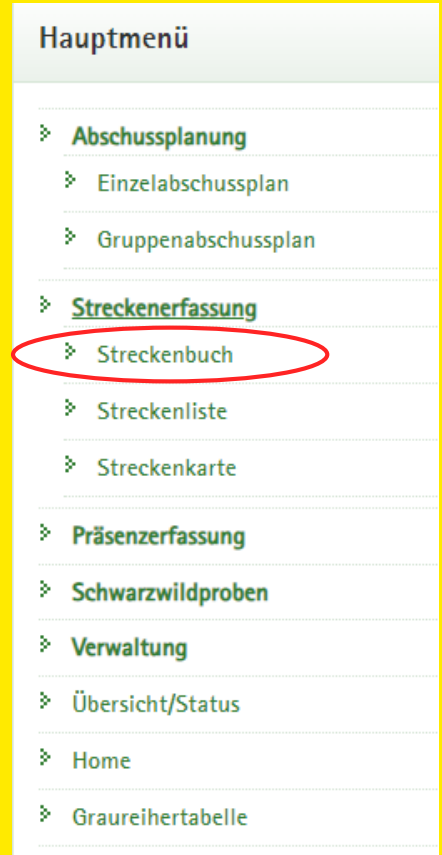 Hauptmenü
Abschussplanung
Einzelabschussplan
Gruppenabschussplan
Streckenerfassung
Streckenbuch
Streckenliste
Streckenkarte
Präsenzerfassung
Schwarzwildproben
Verwaltung
Übersicht/Status
Home
Graureihertabelle